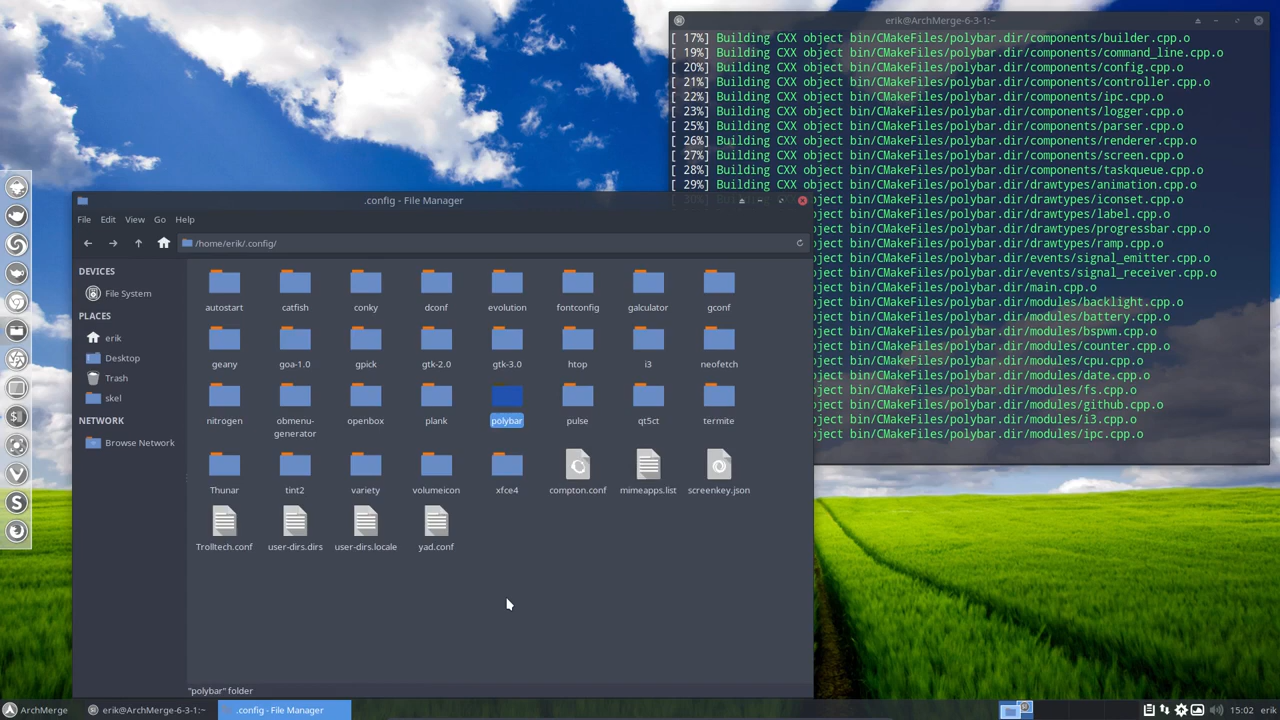 erik@ArchMerge-6-3-1:~
[ 17%] Building CXX object bin/CMakeFiles/polybar.dir/components/builder.cpp.o
[ 19%] Building CXX object bin/CMakeFiles/polybar.dir/components/command_line.cpp.o
[ 20%] Building CXX object bin/CMakeFiles/polybar.dir/components/config.cpp.o
[ 21%] Building CXX object bin/CMakeFiles/polybar.dir/components/controller.cpp.o
[ 22%] Building CXX object bin/CMakeFiles/polybar.dir/components/ipc.cpp.o
[ 23%] Building CXX object bin/CMakeFiles/polybar.dir/components/logger.cpp.o
[ 25%] Building CXX object bin/CMakeFiles/polybar.dir/components/parser.cpp.o
[ 26%] Building CXX object bin/CMakeFiles/polybar.dir/components/renderer.cpp.o
[ 27%] Building CXX object bin/CMakeFiles/polybar.dir/components/screen.cpp.o
[ 28%] Building CXX object bin/CMakeFiles/polybar.dir/components/taskqueue.cpp.o
[ 29%] Building CXX object bin/CMakeFiles/polybar.dir/drawtypes/animation.cpp.o
ject bin/CMakeFiles/polybar.dir/drawtypes/iconset.cpp.o
ject bin/CMakeFiles/polybar.dir/drawtypes/label.cpp.o
ject bin/CMakeFiles/polybar.dir/drawtypes/progressbar.cpp.o
ject bin/CMakeFiles/polybar.dir/drawtypes/ramp.cpp.o
ject bin/CMakeFiles/polybar.dir/events/signal_emitter.cpp.o
ject bin/CMakeFiles/polybar.dir/events/signal_receiver.cpp.o
ject bin/CMakeFiles/polybar.dir/main.cpp.o
ject bin/CMakeFiles/polybar.dir/modules/backlight.cpp.o
ject bin/CMakeFiles/polybar.dir/modules/battery.cpp.o
ject bin/CMakeFiles/polybar.dir/modules/bspwm.cpp.o
ject bin/CMakeFiles/polybar.dir/modules/counter.cpp.o
ject bin/CMakeFiles/polybar.dir/modules/cpu.cpp.o
ject bin/CMakeFiles/polybar.dir/modules/date.cpp.o
ject bin/CMakeFiles/polybar.dir/modules/fs.cpp.o
ject bin/CMakeFiles/polybar.dir/modules/github.cpp.o
ject bin/CMakeFiles/polybar.dir/modules/i3.cpp.o
ject bin/CMakeFiles/polybar.dir/modules/ipc.cpp.o
.config - File Manager
File Edit View Go Help
/home/erik/.config/
DEVICES
File System
PLACES
erik
Desktop
Trash
skel
NETWORK
Browse Network
autostart catfish conky dconf evolution fontconfig galculator gconf
geany goa-1.0 gpick gtk-2.0 gtk-3.0 htop i3 neofetch
nitrogen obmenu-generator openbox plank polybar pulse qt5ct termite
Thunar tint2 variety volumeicon xfce4 compton.conf mimeapps.list screenkey.json
Trolltech.conf user-dirs.dirs user-dirs.locale yad.conf
"polybar" folder
ArchMerge erik@ArchMerge-6-3-1:~ .config - File Manager 15:02 erik